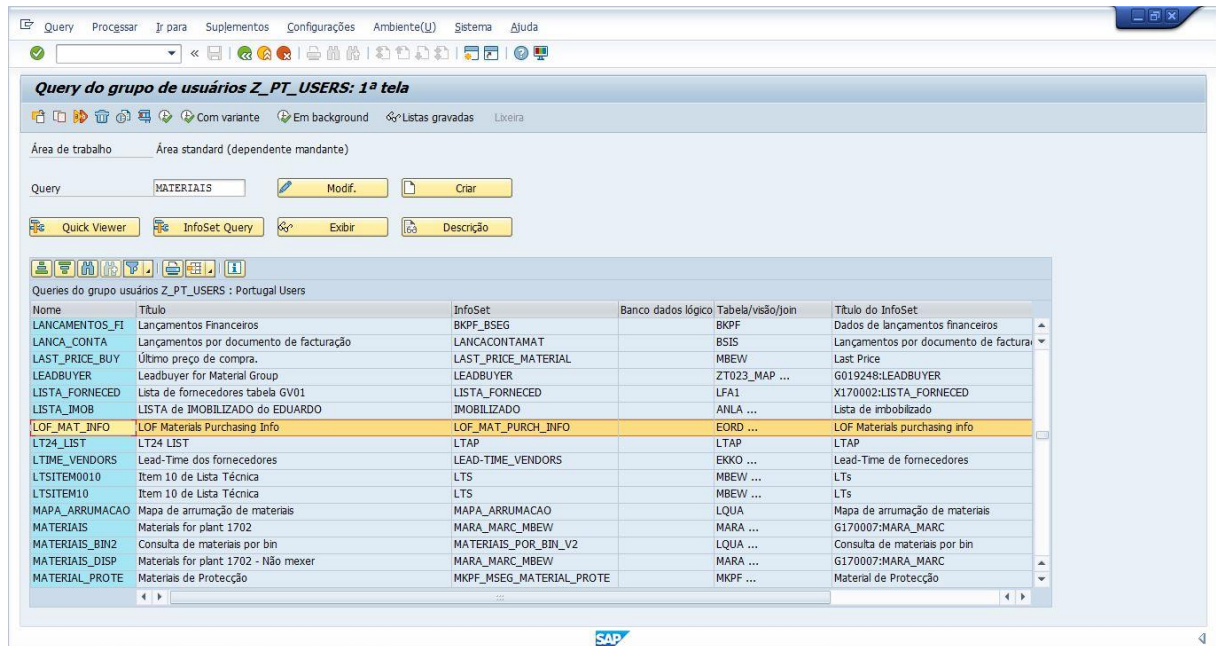 Query Processar Ir para Suplementos Configurações Ambiente(U) Sistema Ajuda
Query do grupo de usuários Z_PT_USERS: 1ª tela
Com variante Em background Listas gravadas Lixeira
Área de trabalho Área standard (dependente mandante)
Query MATERIAIS Modif. Criar
Quick Viewer InfoSet Query Exibir Descrição
Queries do grupo usuários Z_PT_USERS : Portugal Users
Nome Título InfoSet Banco dados lógico Tabela/visão/join Título do InfoSet
LANCAMENTOS_FI Lançamentos Financeiros BKPF_BSEG BKPF Dados de lançamentos financeiros
LANCA_CONTA Lançamentos por documento de facturação LANCACONTAMAT BSIS Lançamentos por documento de factura
LAST_PRICE_BUY Último preço de compra. LAST_PRICE_MATERIAL MBEW Last Price
LEADBUYER Leadbuyer for Material Group LEADBUYER ZT023_MAP ... G019248:LEADBUYER
LISTA_FORNECED Lista de fornecedores tabela GV01 LISTA_FORNECED LFA1 X170002:LISTA_FORNECED
LISTA_IMOB LISTA de IMOBILIZADO do EDUARDO IMOBILIZADO ANLA ... Lista de imbobilizado
LOF_MAT_INFO LOF Materials Purchasing Info LOF_MAT_PURCH_INFO EORD ... LOF Materials purchasing info
LT24_LIST LT24 LIST LTAP LTAP LTAP
LTIME_VENDORS Lead-Time dos fornecedores LEAD-TIME_VENDORS EKKO ... Lead-Time de fornecedores
LTSITEM0010 Item 10 de Lista Técnica LTS MBEW ... LTs
LTSITEM10 Item 10 de Lista Técnica LTS MBEW ... LTs
MAPA_ARRUMACAO Mapa de arrumação de materiais MAPA_ARRUMACAO LQUA Mapa de arrumação de materiais
MATERIAIS Materials for plant 1702 MARA_MARC_MBEW MARA ... G170007:MARA_MARC
MATERIAIS_BIN2 Consulta de materiais por bin MATERIAIS_POR_BIN_V2 LQUA ... Consulta de materiais por bin
MATERIAIS_DISP Materials for plant 1702 - Não mexer MARA_MARC_MBEW MARA ... G170007:MARA_MARC
MATERIAL_PROTE Materiais de Protecção MKPF_MSEG_MATERIAL_PROTE MKPF ... Material de Protecção
SAP